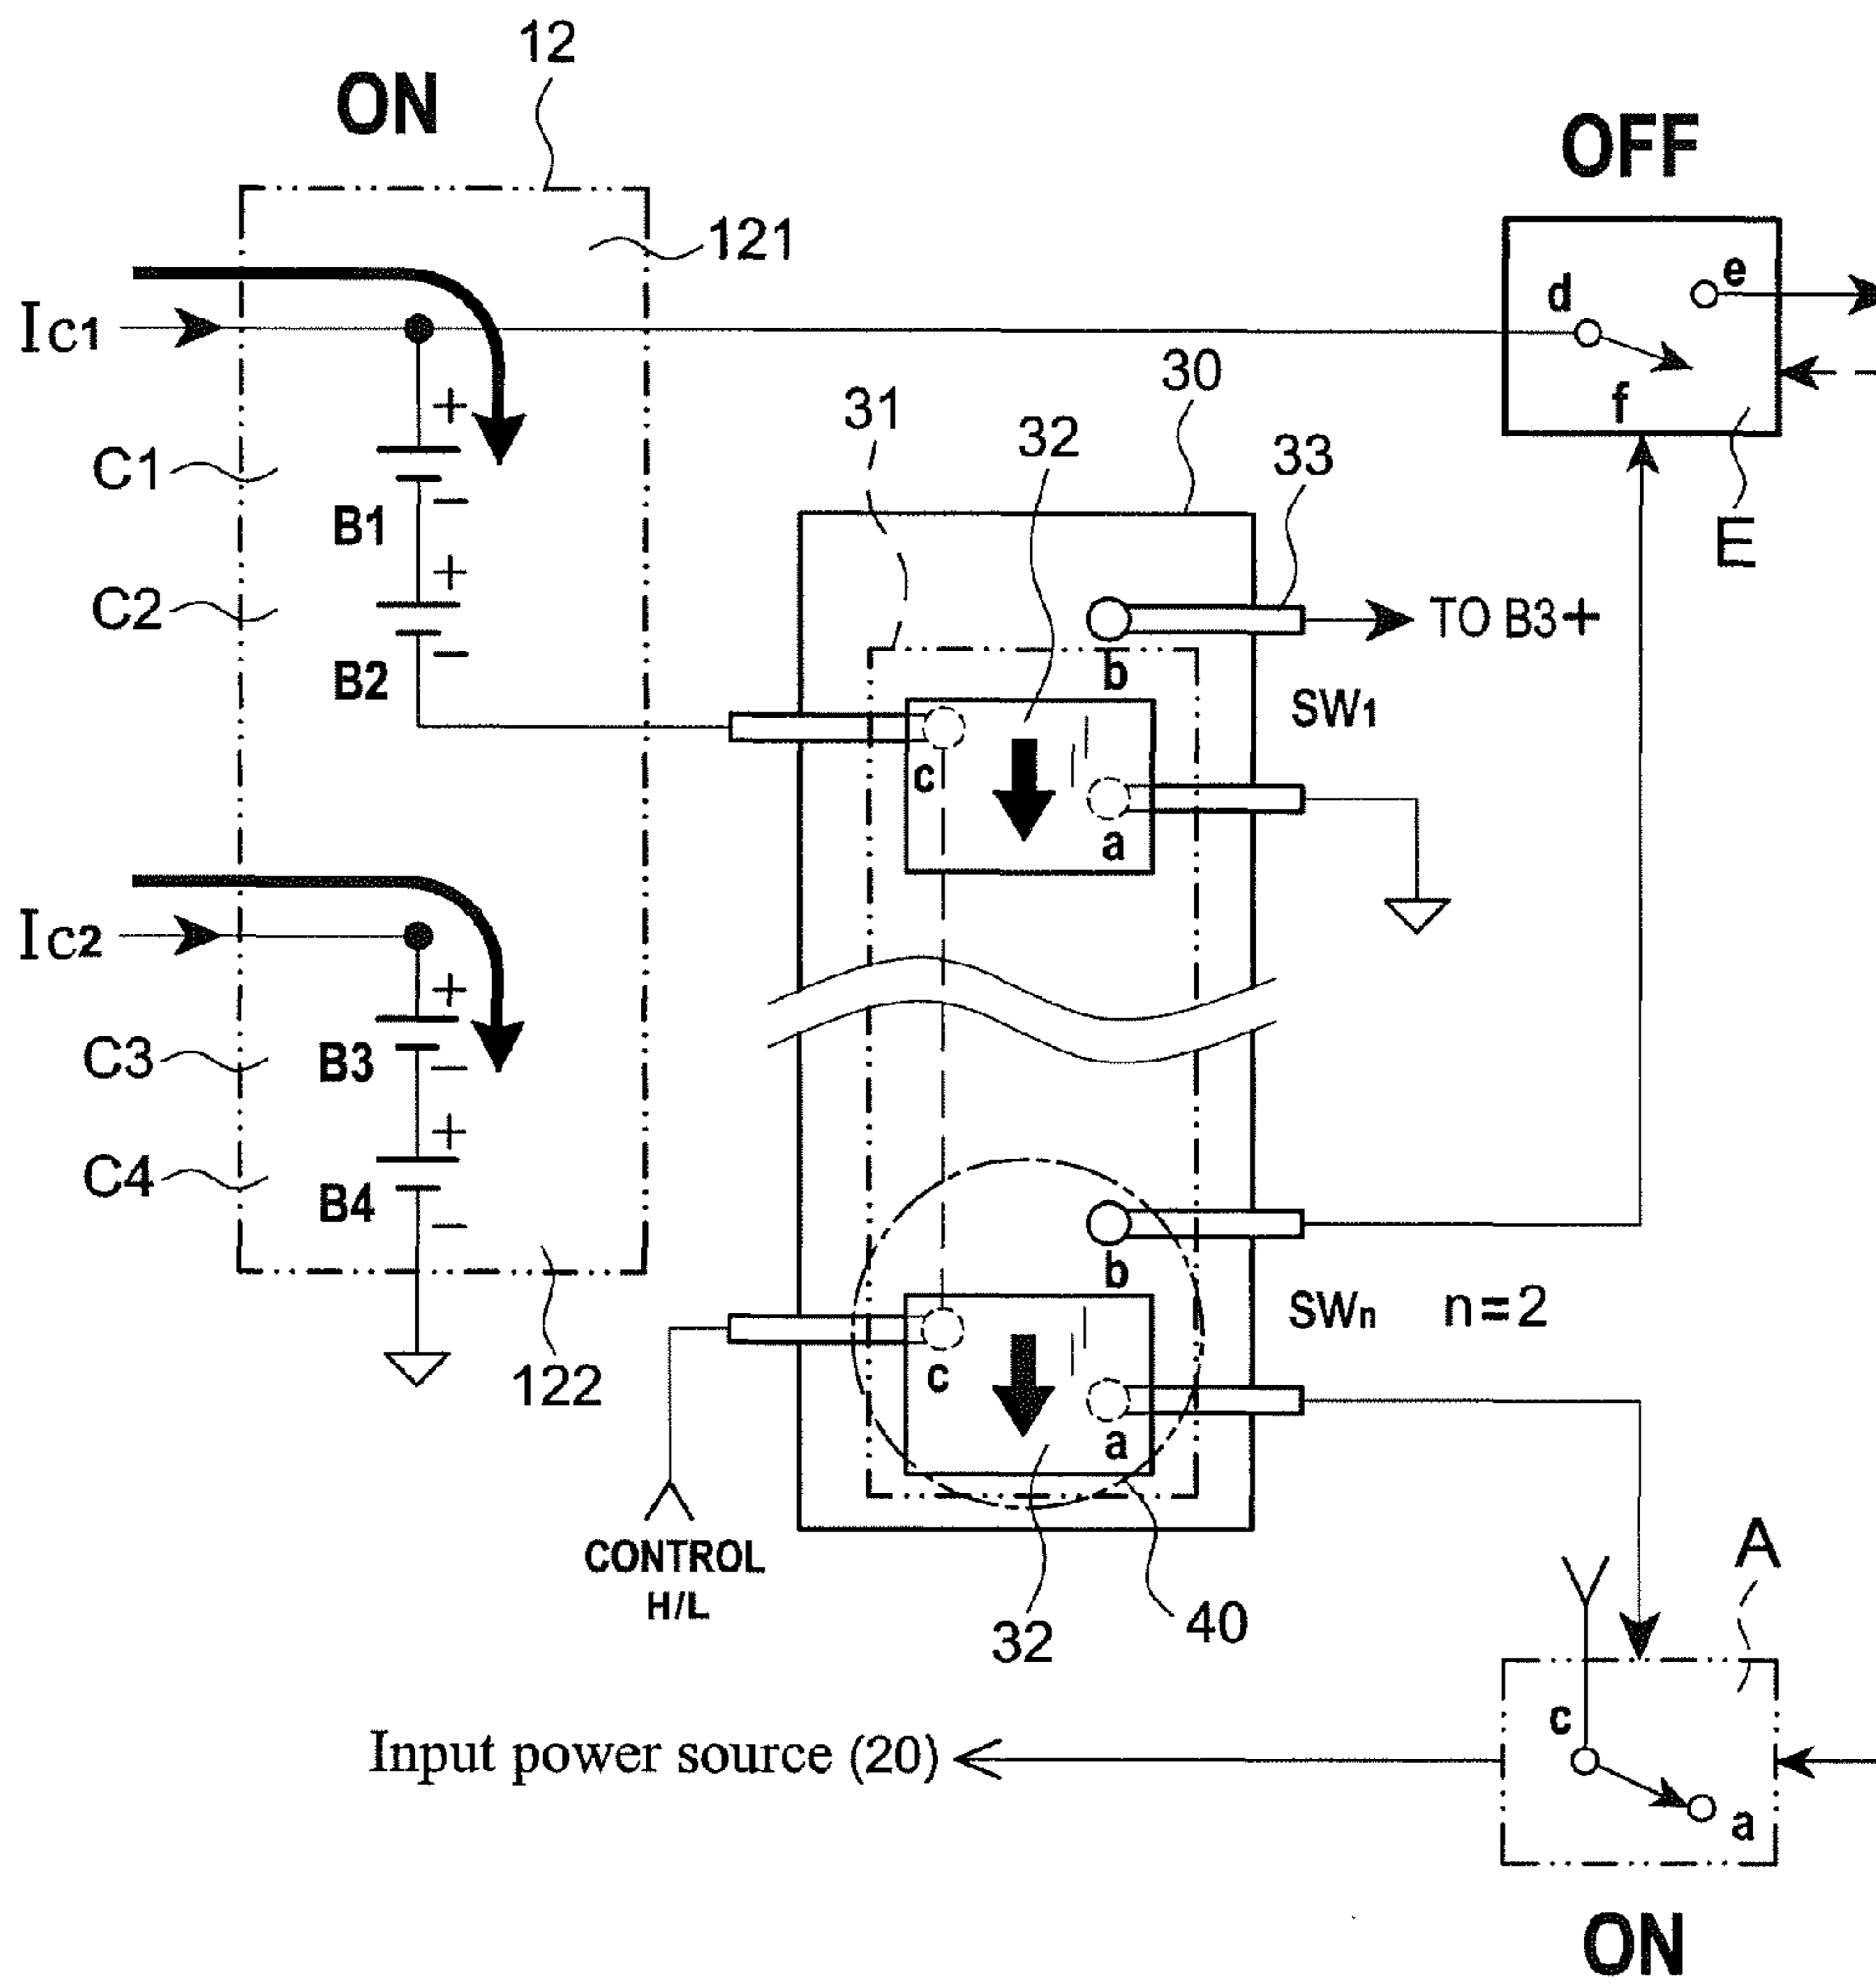 12
ON
OFF
121
e
d
IC1
30
f
31
32
+
33
C1
E
−
B1
+
C2
TO B3+
b
−
B2
SW1
c
a
IC2
+
C3
B3
−
+
C4
B4
−
b
SWn n=2
c
122
a
CONTROL
H/L
A
32
40
c
Input power source (20)
a
ON